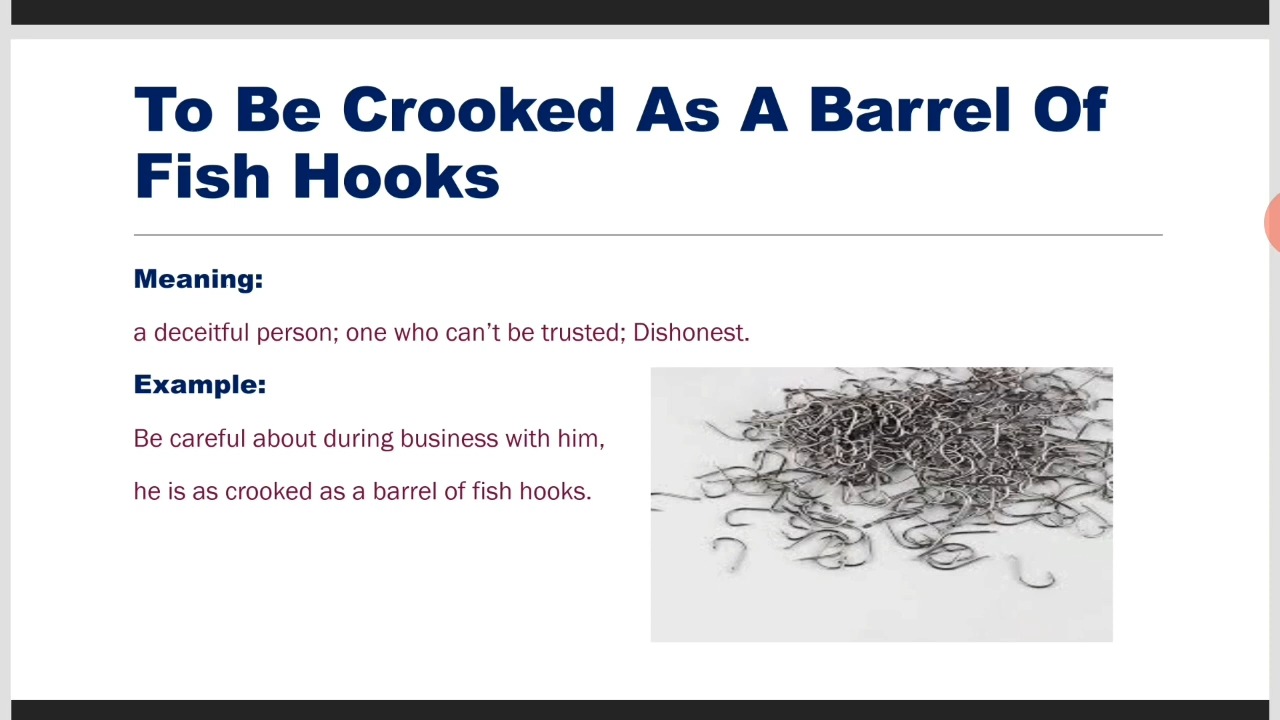 To Be Crooked As A Barrel Of
Fish Hooks
Meaning:
a deceitful person; one who can’t be trusted; Dishonest.
Example:
Be careful about during business with him,
he is as crooked as a barrel of fish hooks.